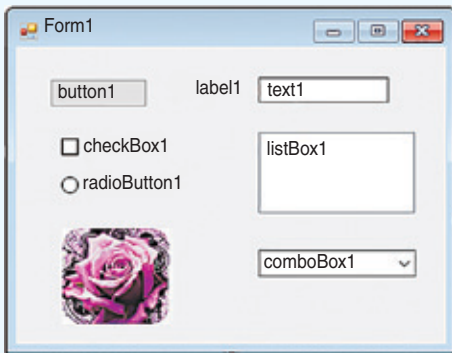 Form1
button1
label1
text1
checkBox1
listBox1
radioButton1
comboBox1